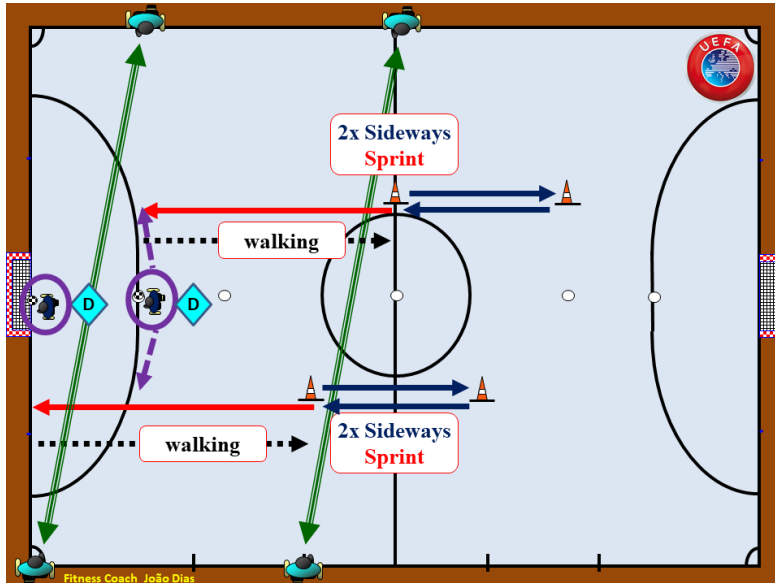 UEFA
2x Sideways
Sprint
walking
D
D
walking
2x Sideways
Sprint
Fitness Coach João Dias